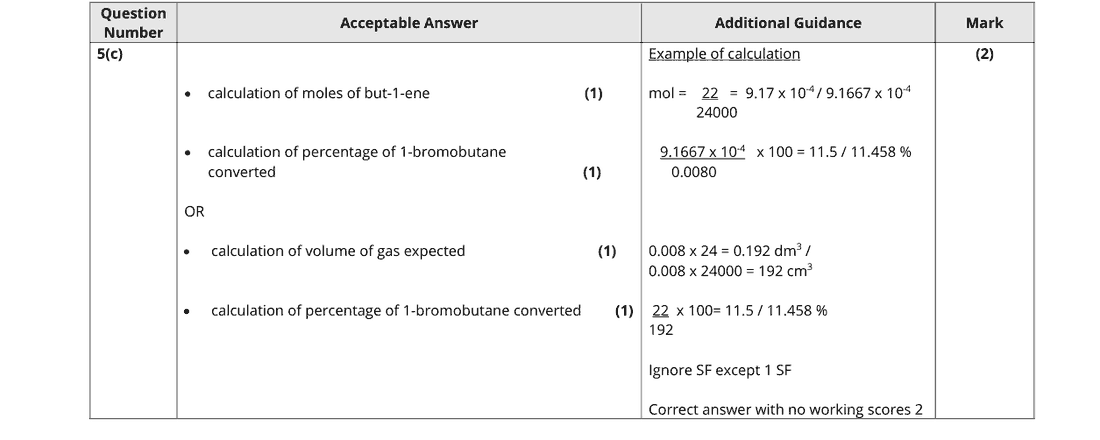 Question Number
Acceptable Answer
Additional Guidance
Mark
5(c)
Example of calculation
(2)
• calculation of moles of but-1-ene (1)
mol = 22 = 9.17 x 10⁻⁴ / 9.1667 x 10⁻⁴
24000
• calculation of percentage of 1-bromobutane
converted (1)
9.1667 x 10⁻⁴ x 100 = 11.5 / 11.458 %
0.0080
OR
• calculation of volume of gas expected (1)
0.008 x 24 = 0.192 dm³ /
0.008 x 24000 = 192 cm³
• calculation of percentage of 1-bromobutane converted (1)
22 x 100= 11.5 / 11.458 %
192
Ignore SF except 1 SF
Correct answer with no working scores 2